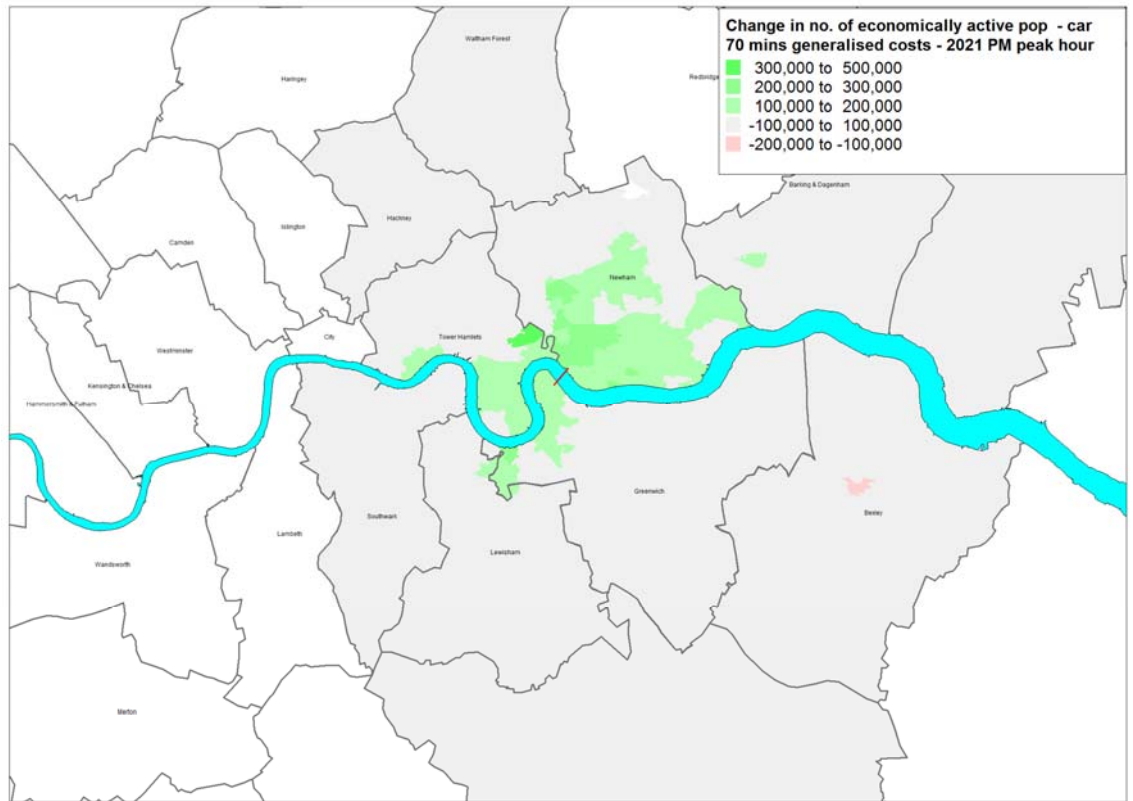 Change in no. of economically active pop - car
70 mins generalised costs - 2021 PM peak hour
300,000 to 500,000
200,000 to 300,000
100,000 to 200,000
-100,000 to 100,000
-200,000 to -100,000
Waltham Forest
Haringey
Redbridge
Barking & Dagenham
Hackney
Islington
Camden
Newham
City
Tower Hamlets
Westminster
Kensington & Chelsea
Hammersmith & Fulham
Greenwich
Bexley
Southwark
Lambeth
Lewisham
Wandsworth
Merton